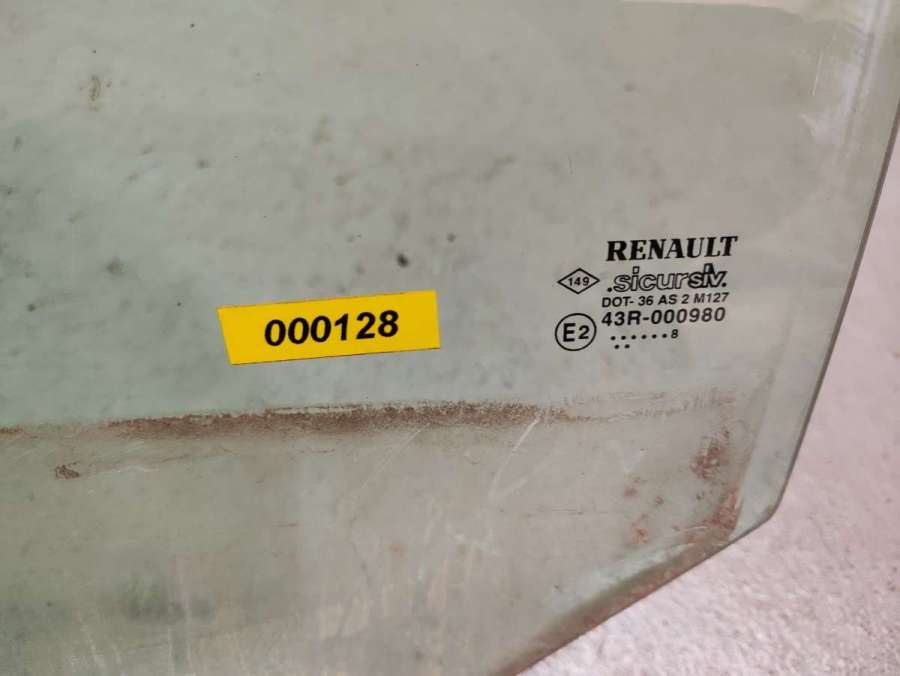 RENAULT
149
.sicursiv.
DOT- 36 AS 2 M127
E2
43R-000980
.......8
..
000128